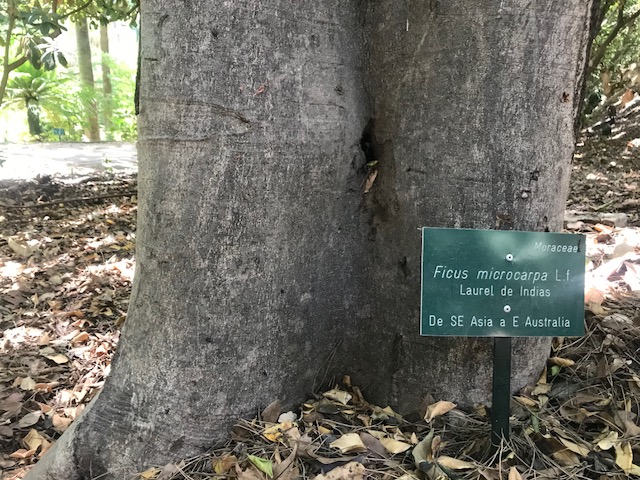 Moraceae
Ficus microcarpa L.f.
Laurel de Indias
De SE Asia a E Australia